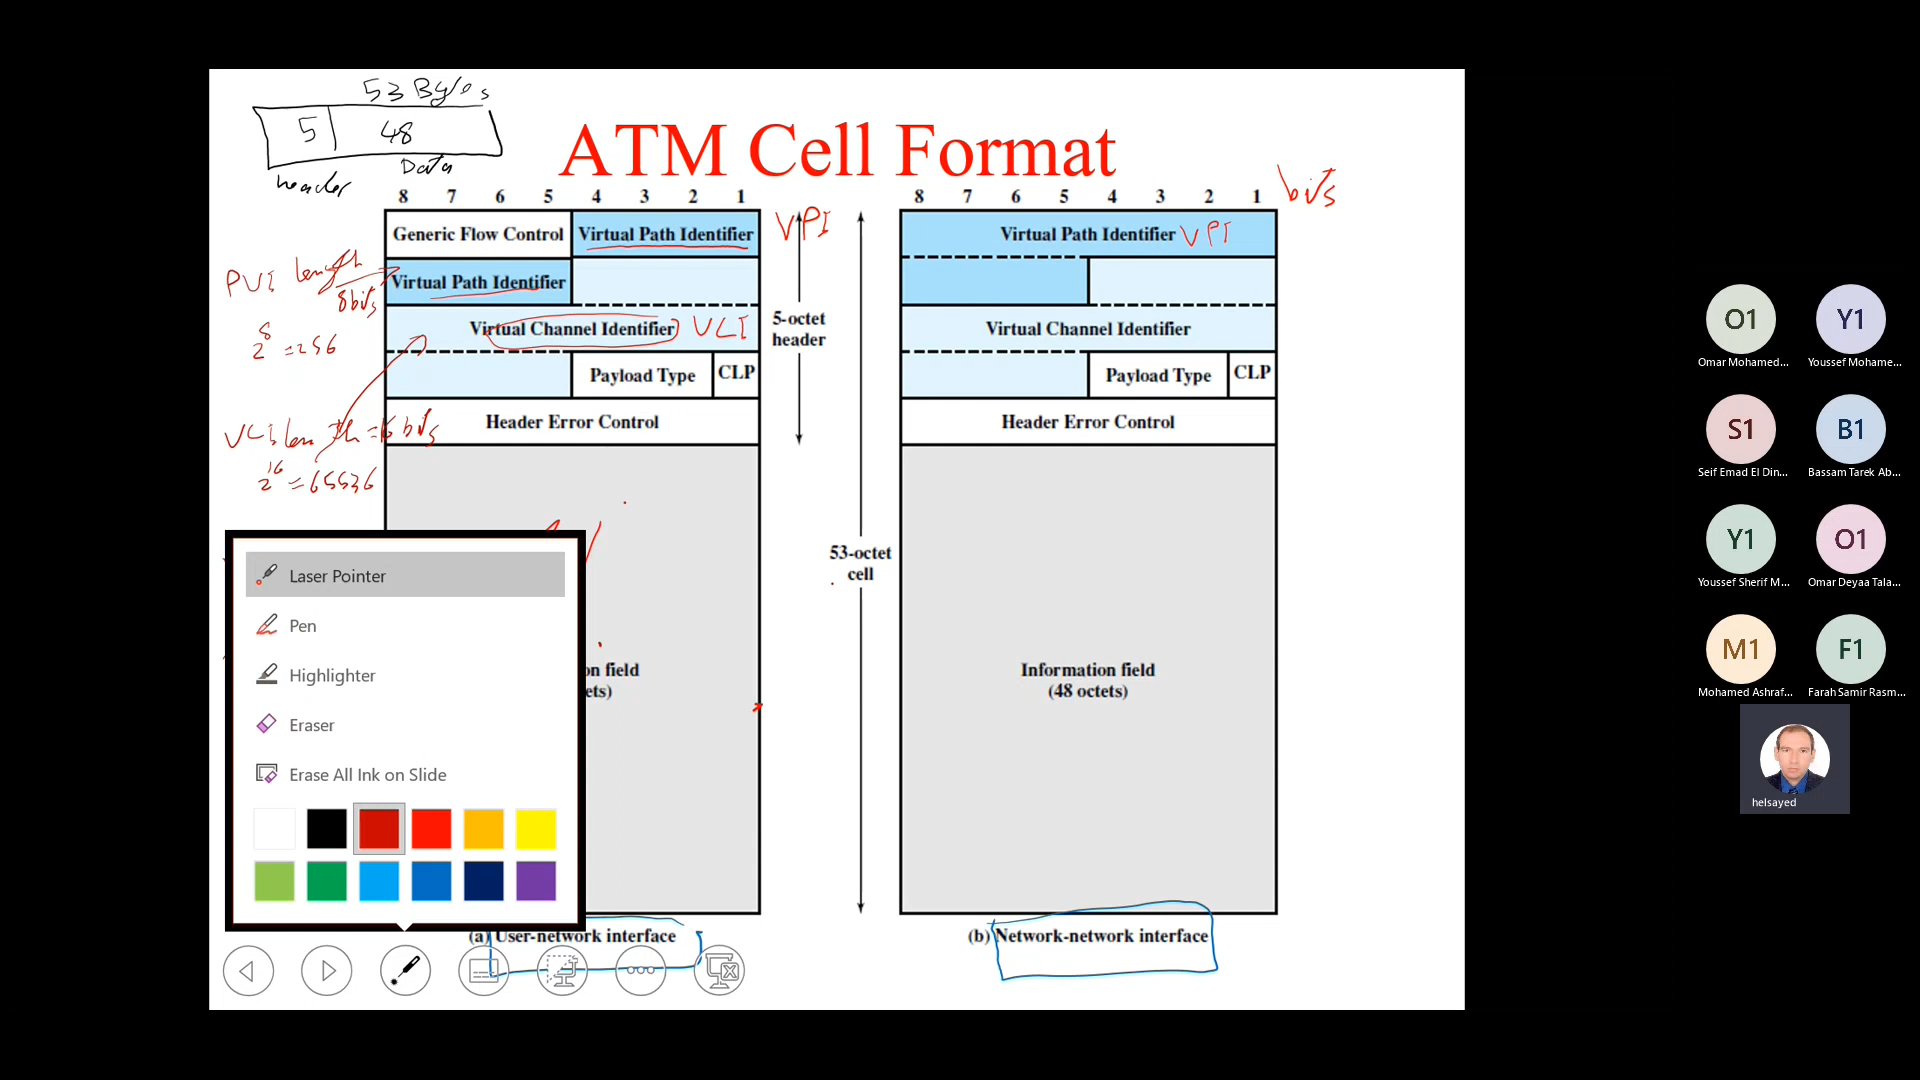 53 Bytes
5 48
header Data
ATM Cell Format
bits
8 7 6 5 4 3 2 1
8 7 6 5 4 3 2 1
Generic Flow Control Virtual Path Identifier VPI
Virtual Path Identifier
Virtual Channel Identifier VCI
Payload Type CLP
Header Error Control
PVI length
8bits
2^8 = 256
VCI length = 16 bits
2^16 = 65536
5-octet
header
53-octet
cell
on field
ets)
(a) User-network interface
Virtual Path Identifier VPI
Virtual Channel Identifier
Payload Type CLP
Header Error Control
Information field
(48 octets)
(b) Network-network interface
Laser Pointer
Pen
Highlighter
Eraser
Erase All Ink on Slide
O1 Y1
Omar Mohamed... Youssef Mohame...
S1 B1
Seif Emad El Din... Bassam Tarek Ab...
Y1 O1
Youssef Sherif M... Omar Deyaa Tala...
M1 F1
Mohamed Ashraf... Farah Samir Rasm...
helsayed